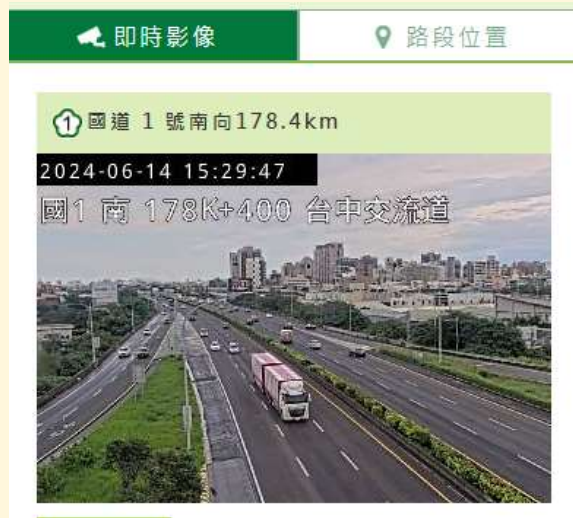 即時影像
路段位置
1 國道 1 號南向178.4km
2024-06-14 15:29:47
國1 南 178K+400 台中交流道